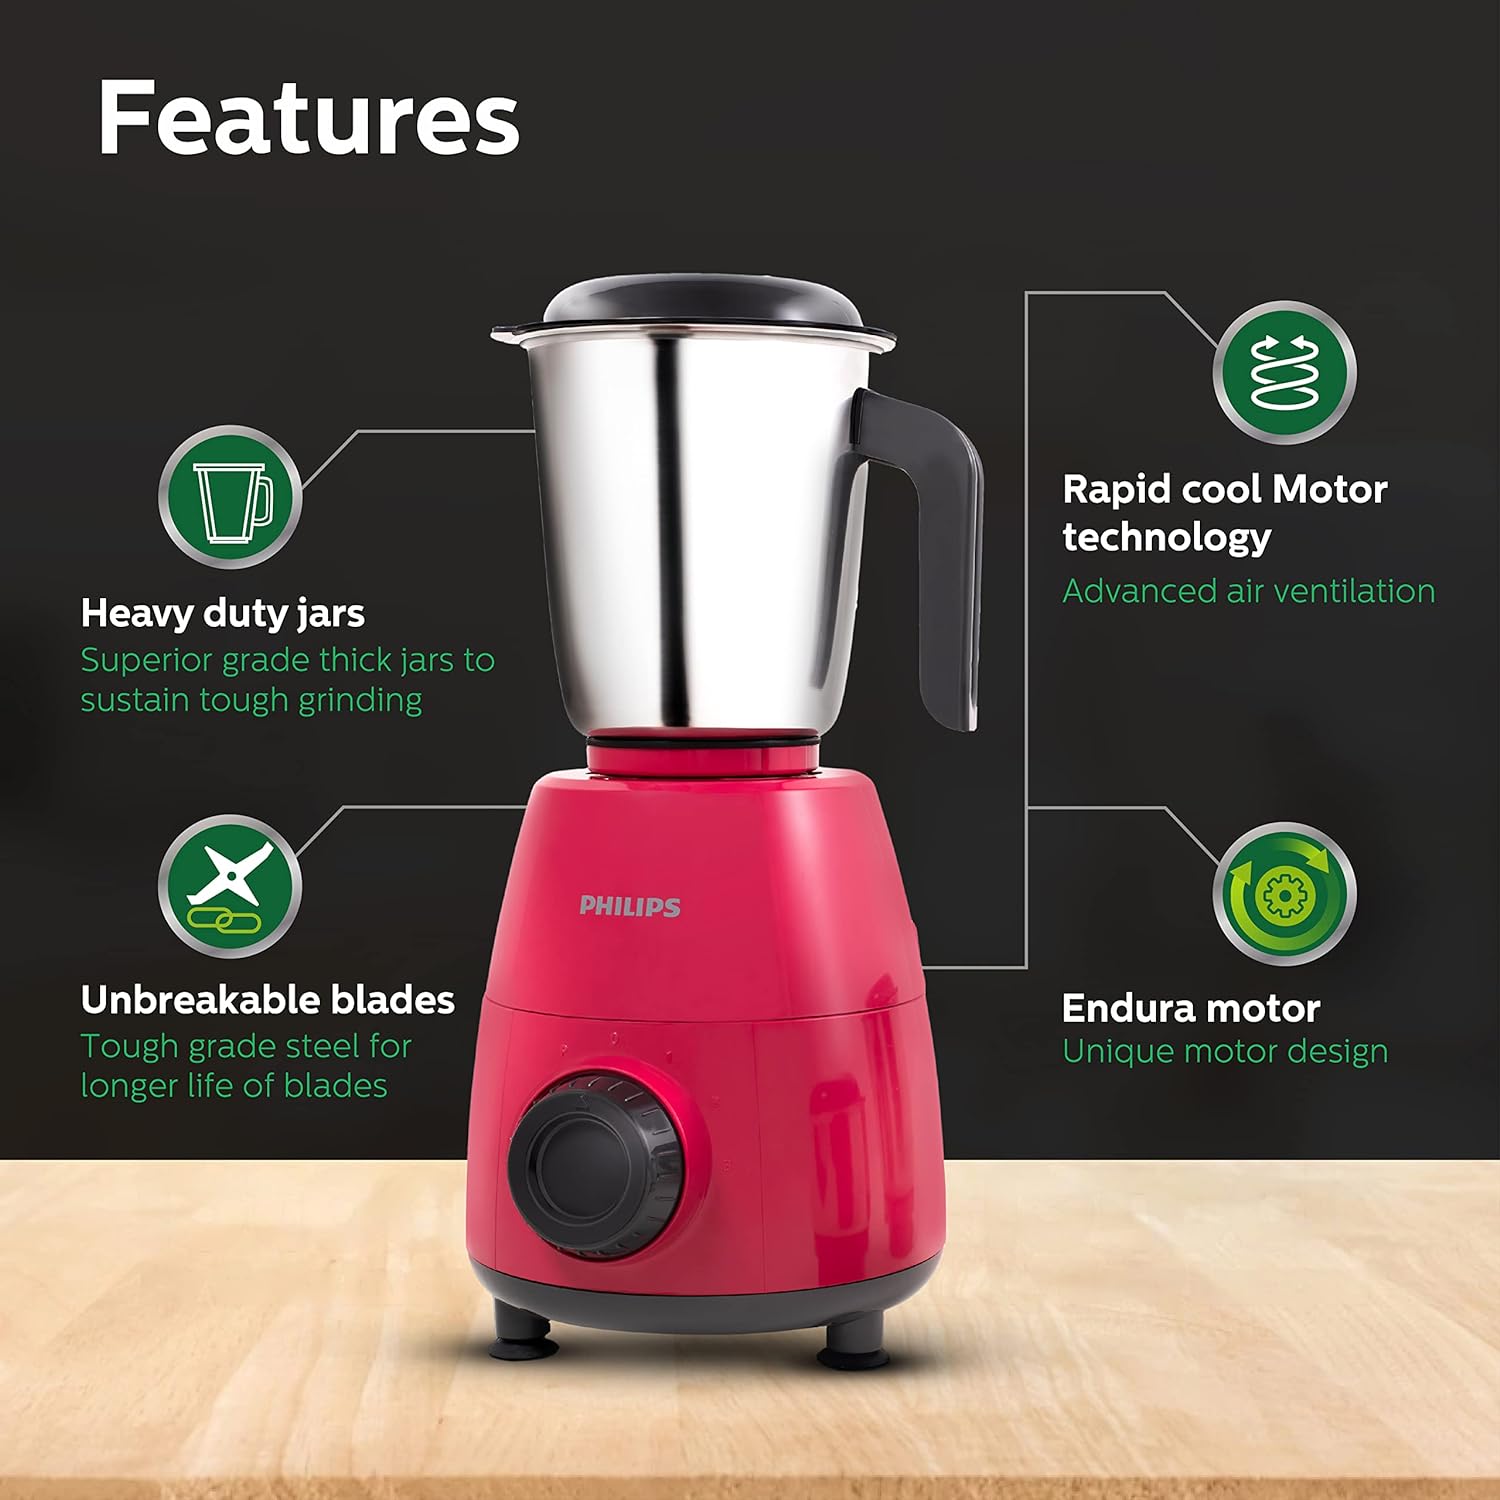 Features
Heavy duty jars
Superior grade thick jars to
sustain tough grinding
Rapid cool Motor
technology
Advanced air ventilation
PHILIPS
Unbreakable blades
Tough grade steel for
longer life of blades
Endura motor
Unique motor design